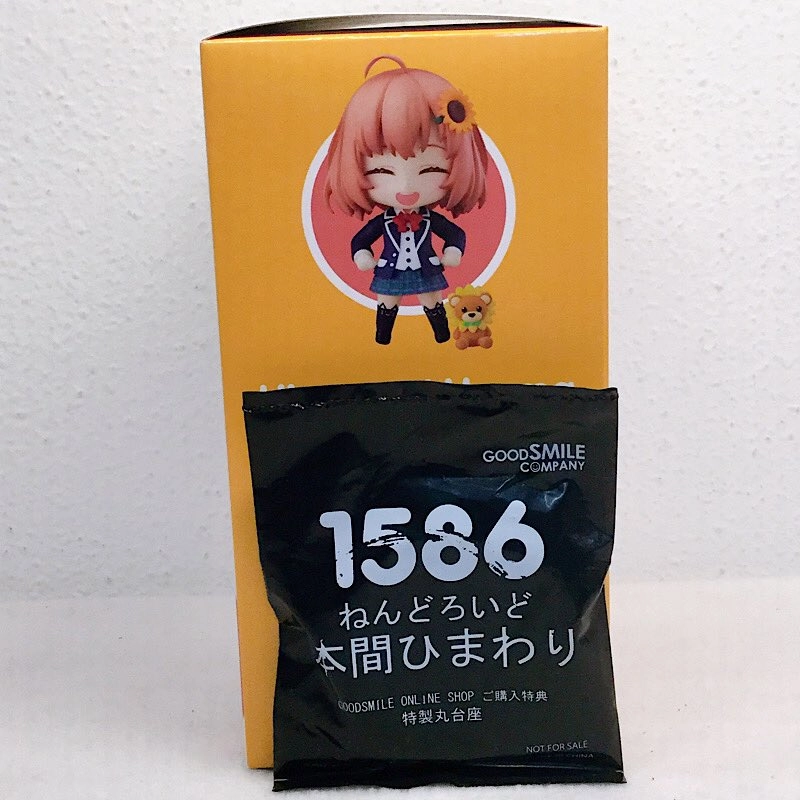 GOODSMILE
COMPANY
1586
ねんどろいど
本間ひまわり
GOODSMILE ONLINE SHOP ご購入特典
特製丸台座
NOT FOR SALE